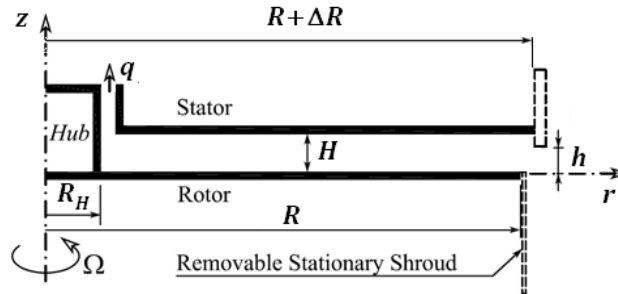 z
R + ΔR
q
Stator
Hub
H
h
R_H
Rotor
r
R
Ω
Removable Stationary Shroud